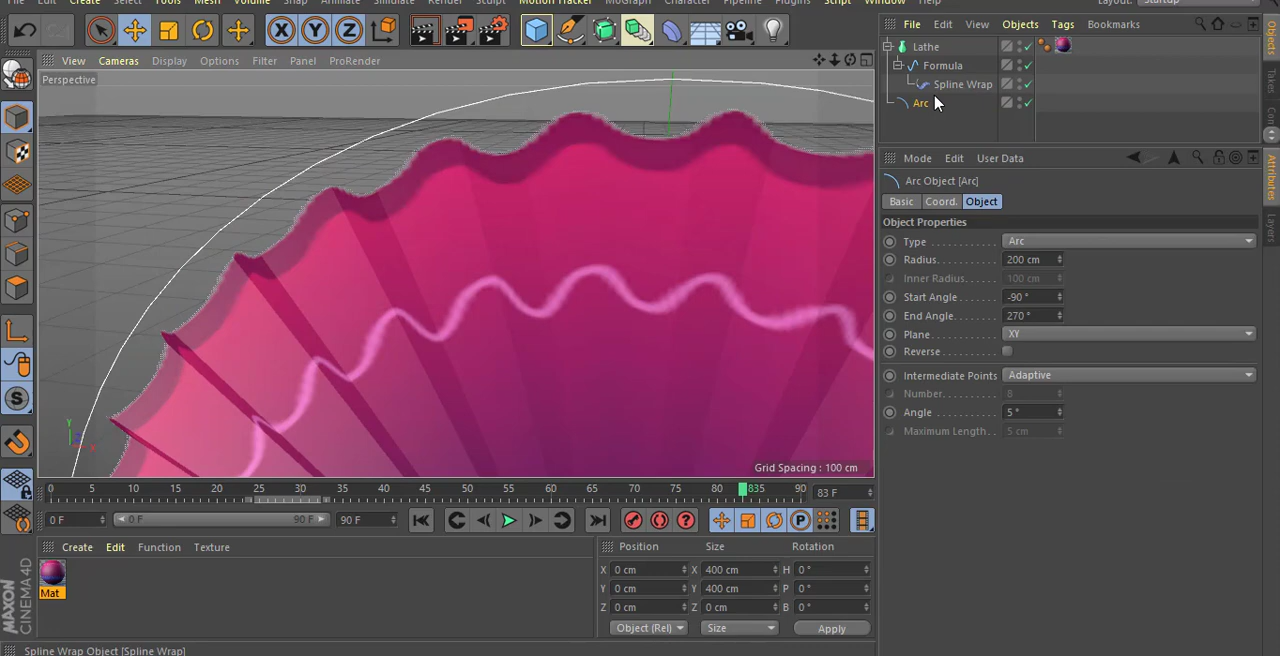 Edit Create Select Tools Mesh Volume Snap Animate Simulate Render Sculpt Motion Tracker MoGraph Character Pipeline Plugins Script Window Layout: Startup
View Cameras Display Options Filter Panel ProRender
Perspective
Grid Spacing : 100 cm
0 5 10 15 20 25 30 35 40 45 50 55 60 65 70 75 80 835 90 83 F
0 F 0 F 90 F 90 F
Create Edit Function Texture
Mat
MAXON
CINEMA 4D
Position Size Rotation
X 0 cm X 400 cm H 0 °
Y 0 cm Y 400 cm P 0 °
Z 0 cm Z 0 cm B 0 °
Object (Rel) Size Apply
Spline Wrap Object [Spline Wrap]
File Edit View Objects Tags Bookmarks
Lathe
Formula
Spline Wrap
Arc
Mode Edit User Data
Arc Object [Arc]
Basic Coord. Object
Object Properties
Type Arc
Radius 200 cm
Inner Radius 100 cm
Start Angle -90 °
End Angle 270 °
Plane XY
Reverse
Intermediate Points Adaptive
Number 8
Angle 5 °
Maximum Length 5 cm
Objects
Takes
Attributes
Layers